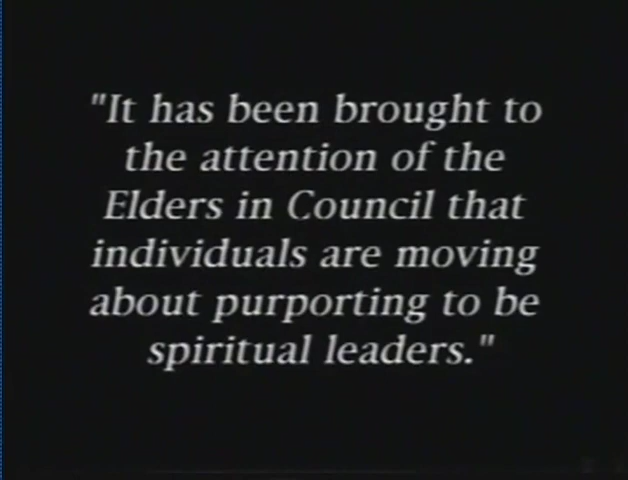 "It has been brought to
the attention of the
Elders in Council that
individuals are moving
about purporting to be
spiritual leaders."